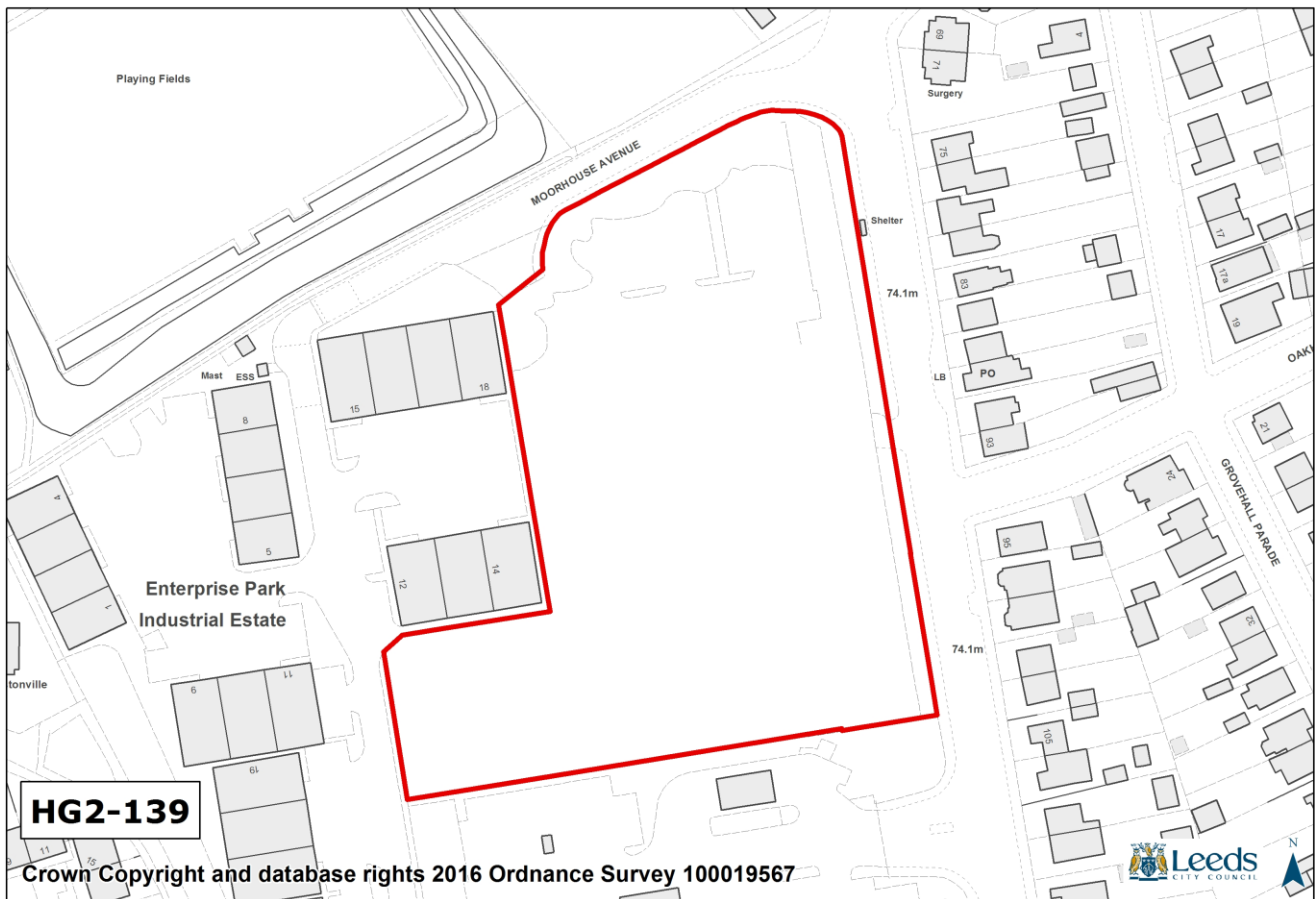 Playing Fields
69
71
Surgery
4
MOORHOUSE AVENUE
75
Shelter
17
17a
83
74.1m
19
OAK
Mast
ESS
LB
PO
18
15
8
93
21
4
24
GROVEHALL PARADE
5
95
12
14
Enterprise Park
Industrial Estate
1
32
74.1m
tonville
9
11
105
19
HG2-139
11
15
Crown Copyright and database rights 2016 Ordnance Survey 100019567
Leeds
CITY COUNCIL
N